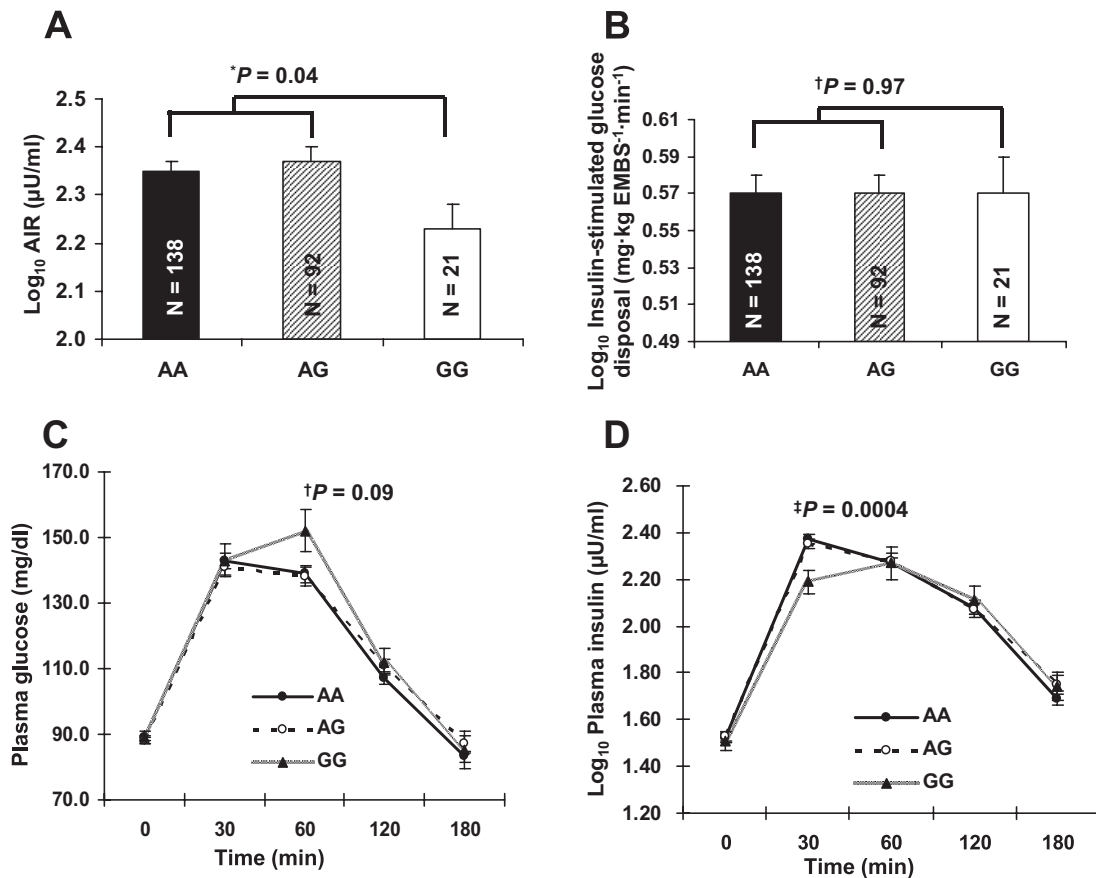 A
*P = 0.04
Log10 AIR (µU/ml)
2.5
2.4
2.3
2.2
2.1
2.0
N = 138
N = 92
N = 21
AA
AG
GG
B
†P = 0.97
Log10 Insulin-stimulated glucose
disposal (mg·kg EMBS-1·min-1)
0.61
0.59
0.57
0.55
0.53
0.51
0.49
N = 138
N = 92
N = 21
AA
AG
GG
C
†P = 0.09
Plasma glucose (mg/dl)
170.0
150.0
130.0
110.0
90.0
70.0
AA
AG
GG
0
30
60
120
180
Time (min)
D
‡P = 0.0004
Log10 Plasma insulin (µU/ml)
2.60
2.40
2.20
2.00
1.80
1.60
1.40
1.20
AA
AG
GG
0
30
60
120
180
Time (min)